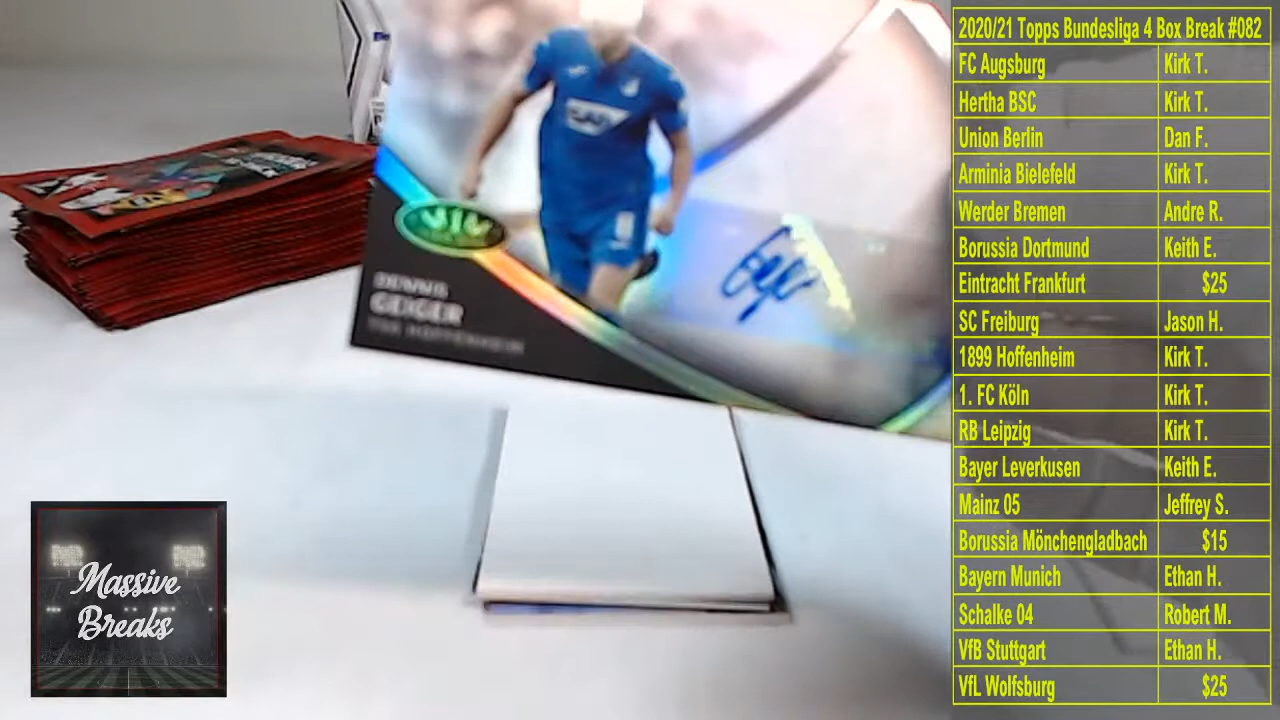 2020/21 Topps Bundesliga 4 Box Break #082
FC Augsburg Kirk T.
Hertha BSC Kirk T.
Union Berlin Dan F.
Arminia Bielefeld Kirk T.
Werder Bremen Andre R.
Borussia Dortmund Keith E.
Eintracht Frankfurt $25
SC Freiburg Jason H.
1899 Hoffenheim Kirk T.
1. FC Köln Kirk T.
RB Leipzig Kirk T.
Bayer Leverkusen Keith E.
Mainz 05 Jeffrey S.
Borussia Mönchengladbach $15
Bayern Munich Ethan H.
Schalke 04 Robert M.
VfB Stuttgart Ethan H.
VfL Wolfsburg $25
SAP
DENNIS
GEIGER
TSG HOFFENHEIM
Massive
Breaks